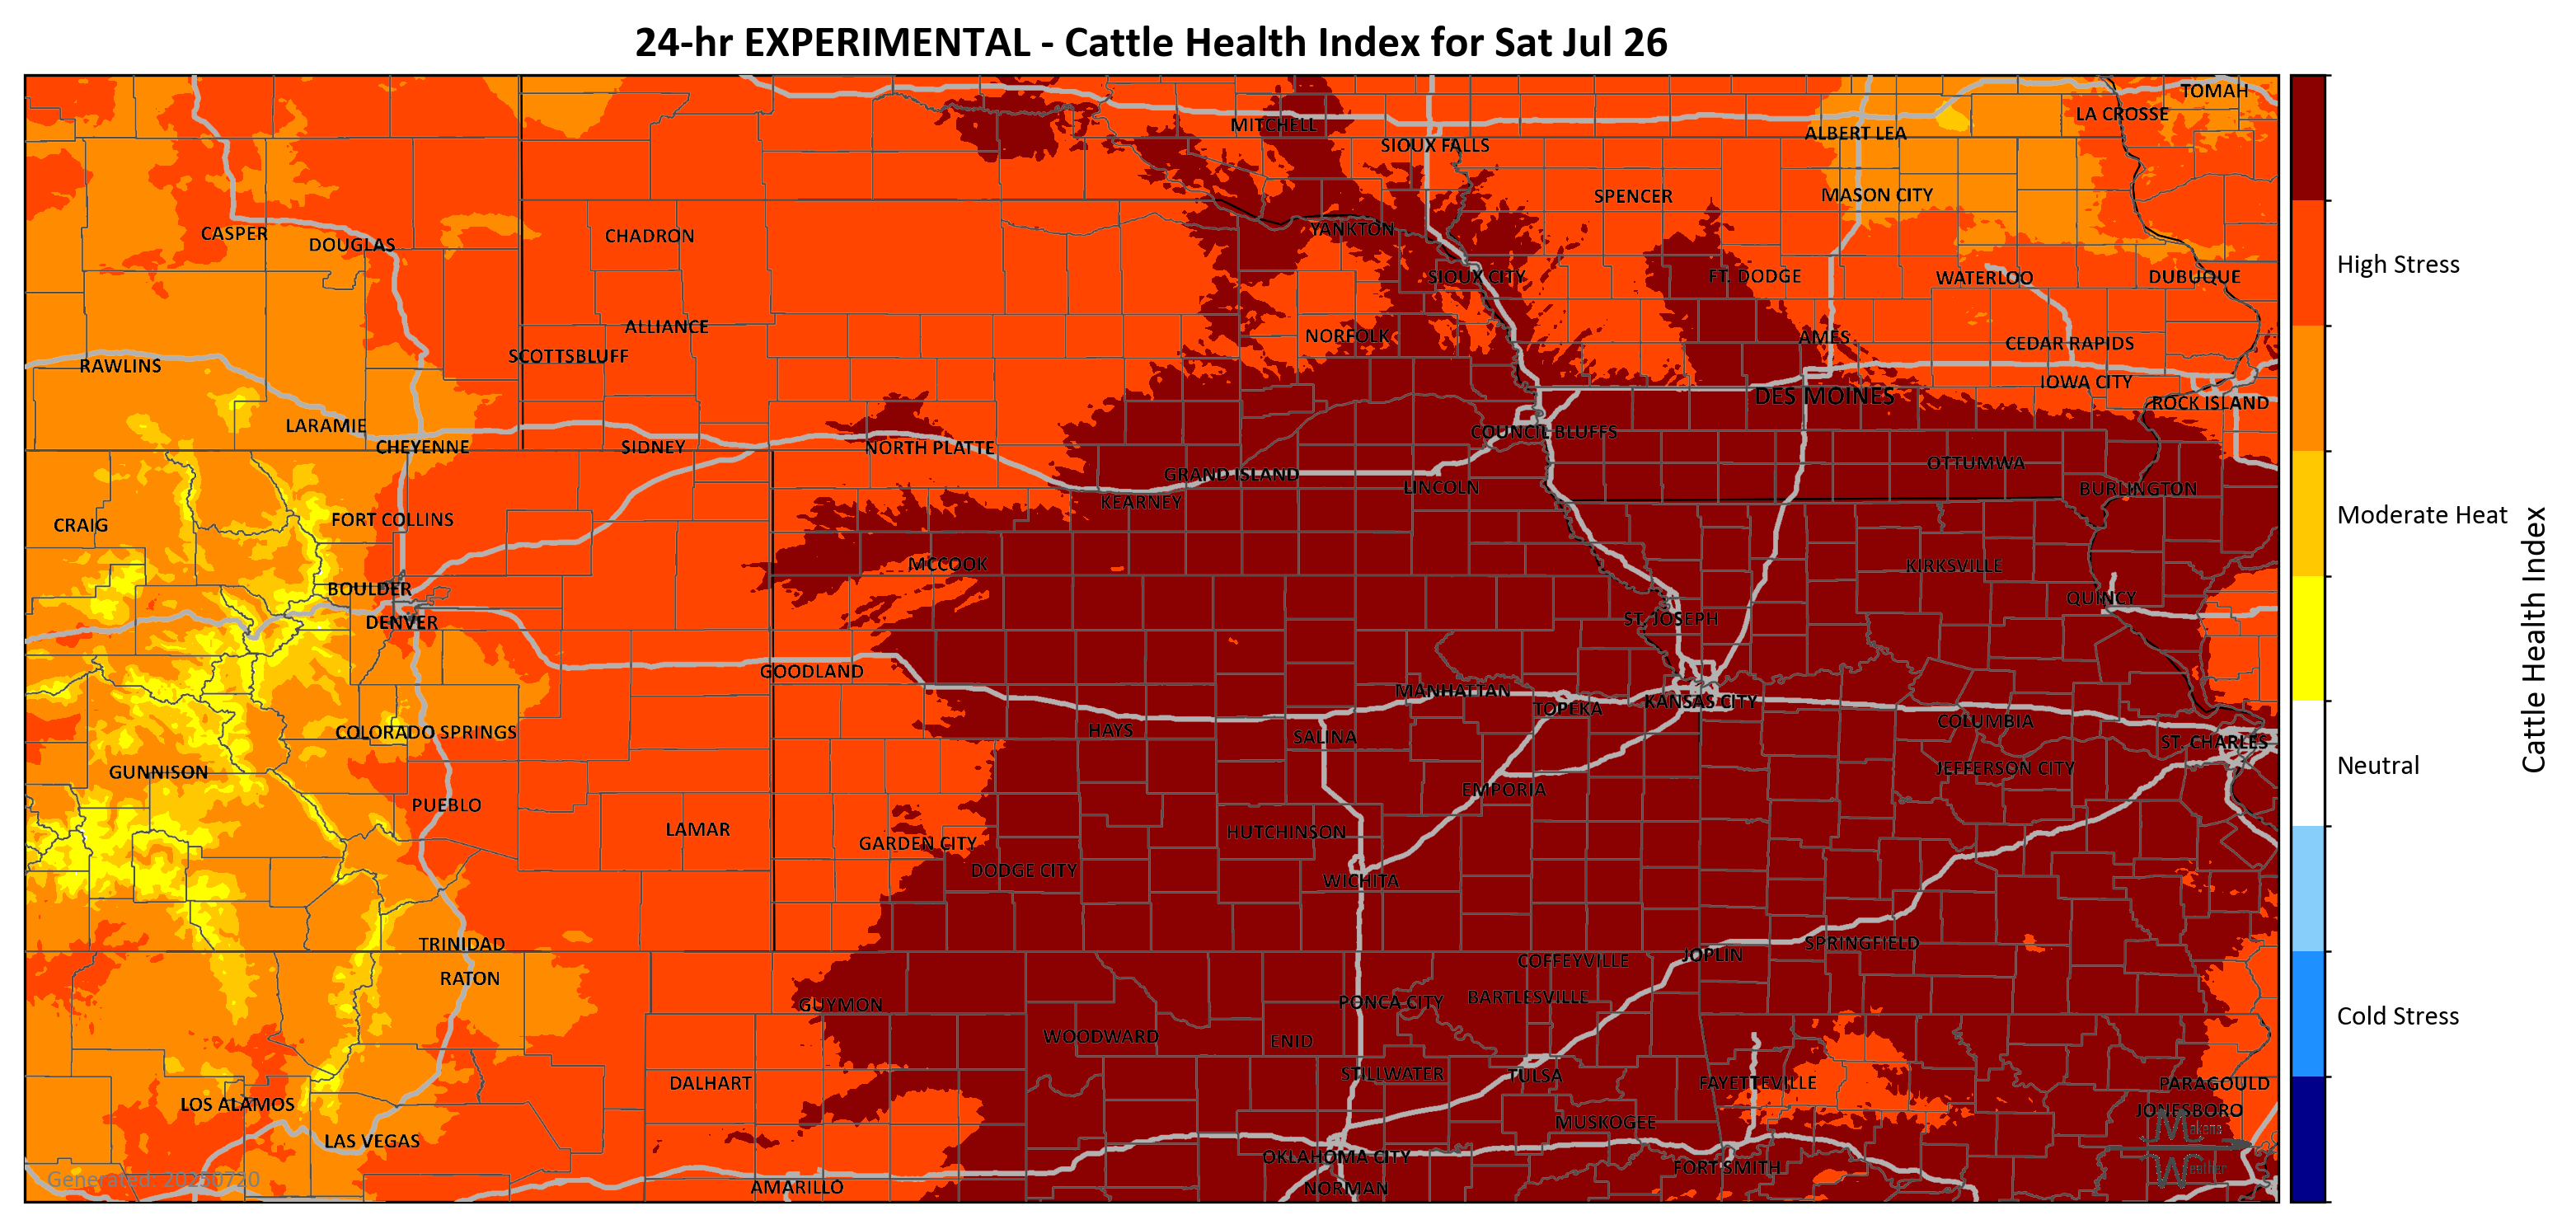 24-hr EXPERIMENTAL - Cattle Health Index for Sat Jul 26
TOMAH
LA CROSSE
MITCHELL
ALBERT LEA
SIOUX FALLS
SPENCER
MASON CITY
CASPER
DOUGLAS
CHADRON
YANKTON
SIOUX CITY
FT. DODGE
WATERLOO
DUBUQUE
High Stress
ALLIANCE
NORFOLK
AMES
CEDAR RAPIDS
SCOTTSBLUFF
RAWLINS
IOWA CITY
DES MOINES
ROCK ISLAND
LARAMIE
COUNCIL BLUFFS
CHEYENNE
SIDNEY
NORTH PLATTE
OTTUMWA
GRAND ISLAND
LINCOLN
BURLINGTON
KEARNEY
CRAIG
FORT COLLINS
Moderate Heat
MCCOOK
KIRKSVILLE
BOULDER
QUINCY
DENVER
ST. JOSEPH
Cattle Health Index
GOODLAND
MANHATTAN
TOPEKA
KANSAS CITY
COLUMBIA
COLORADO SPRINGS
HAYS
SALINA
ST. CHARLES
GUNNISON
JEFFERSON CITY
Neutral
EMPORIA
PUEBLO
LAMAR
HUTCHINSON
GARDEN CITY
DODGE CITY
WICHITA
TRINIDAD
SPRINGFIELD
JOPLIN
COFFEYVILLE
RATON
GUYMON
PONCA CITY
BARTLESVILLE
Cold Stress
WOODWARD
ENID
STILLWATER
TULSA
DALHART
FAYETTEVILLE
PARAGOULD
LOS ALAMOS
JONESBORO
MUSKOGEE
Makens
LAS VEGAS
OKLAHOMA CITY
FORT SMITH
Weather
Generated: 20250720
AMARILLO
NORMAN